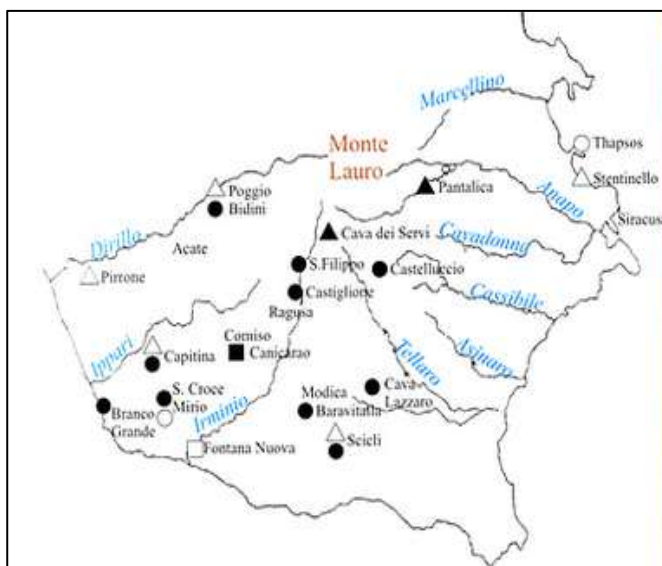 Marcellino
Monte
Lauro
Thapsos
Poggio
Bidini
Pantalica
Stentinello
Anapo
Siracus
Dirillo
Acate
Cava dei Servi
Cavadonna
Pirrone
S.Filippo
Castelluccio
Castiglione
Ragusa
Cassibile
Ippari
Comiso
Canicarao
Capitina
Tellaro
Asinaro
S. Croce
Mirio
Branco
Grande
Irminio
Modica
Baravitalla
Cava
Lazzaro
Scicli
Fontana Nuova